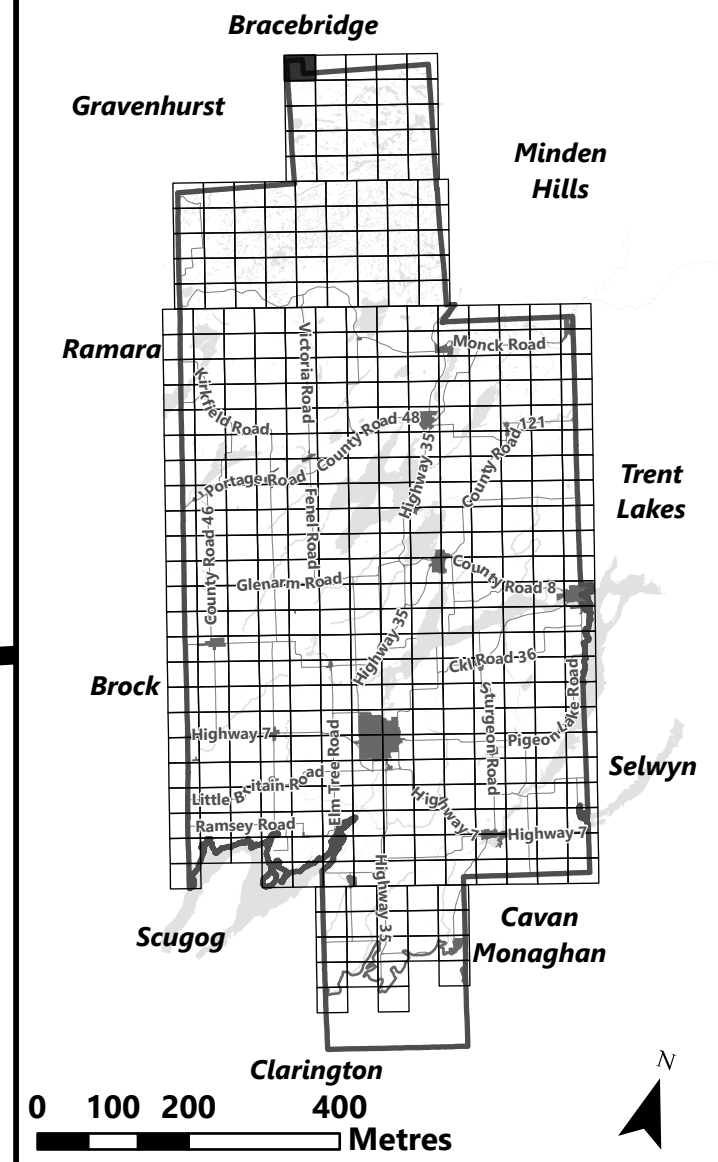 Bracebridge
Gravenhurst
Minden
Hills
Ramara
Victoria Road
Monck Road
Kirkfield Road
County Road 48
Highway 35
County Road 121
Portage Road
Trent
Lakes
Fenel Road
County Road 46
Glenarm Road
County Road 8
Highway 35
CKL Road 36
Brock
Sturgeon Road
Pigeon Lake Road
Highway 7
Elm Tree Road
Selwyn
Little Britain Road
Highway 7
Highway 7
Ramsey Road
Highway 35
Scugog
Cavan
Monaghan
Clarington
N
0 100 200 400
Metres